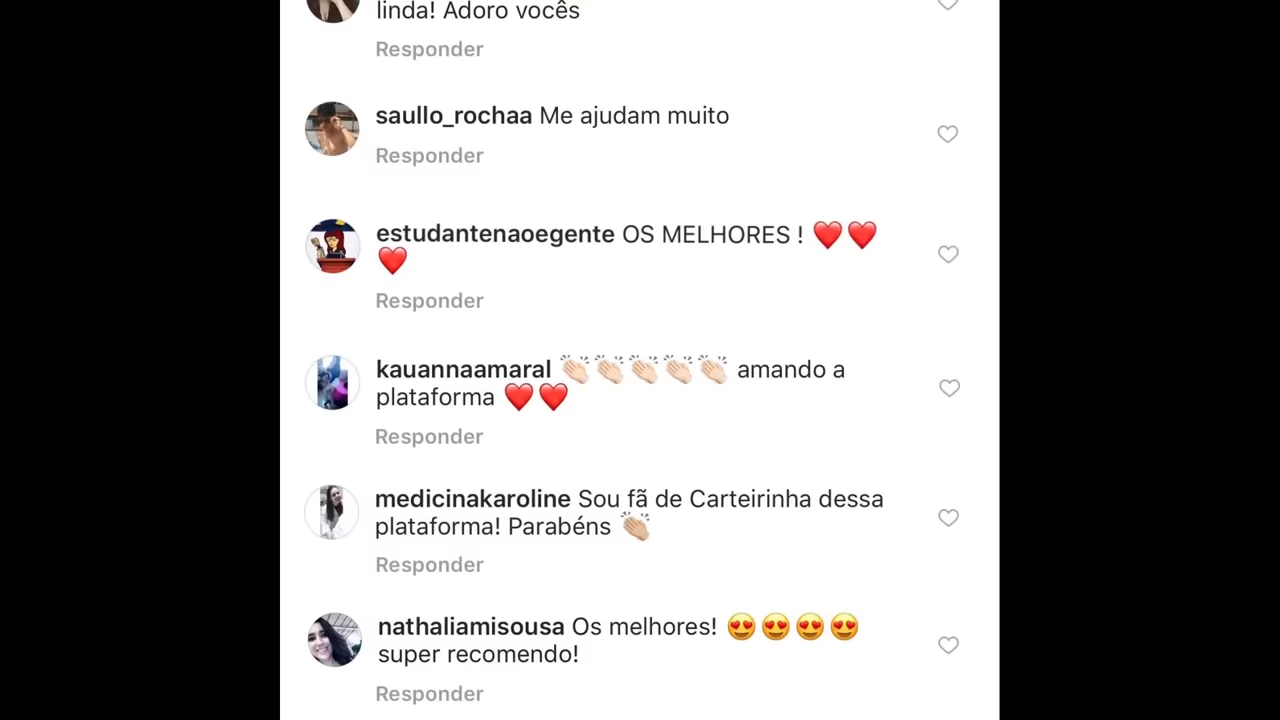 linda! Adoro vocês
Responder
saullo_rochaa Me ajudam muito
Responder
estudantenaoegente OS MELHORES ! ❤️❤️
❤️
Responder
kauannaamaral 👏🏻👏🏻👏🏻👏🏻👏🏻 amando a
plataforma ❤️❤️
Responder
medicinakaroline Sou fã de Carteirinha dessa
plataforma! Parabéns 👏🏼
Responder
nathaliamisousa Os melhores! 😍😍😍😍
super recomendo!
Responder